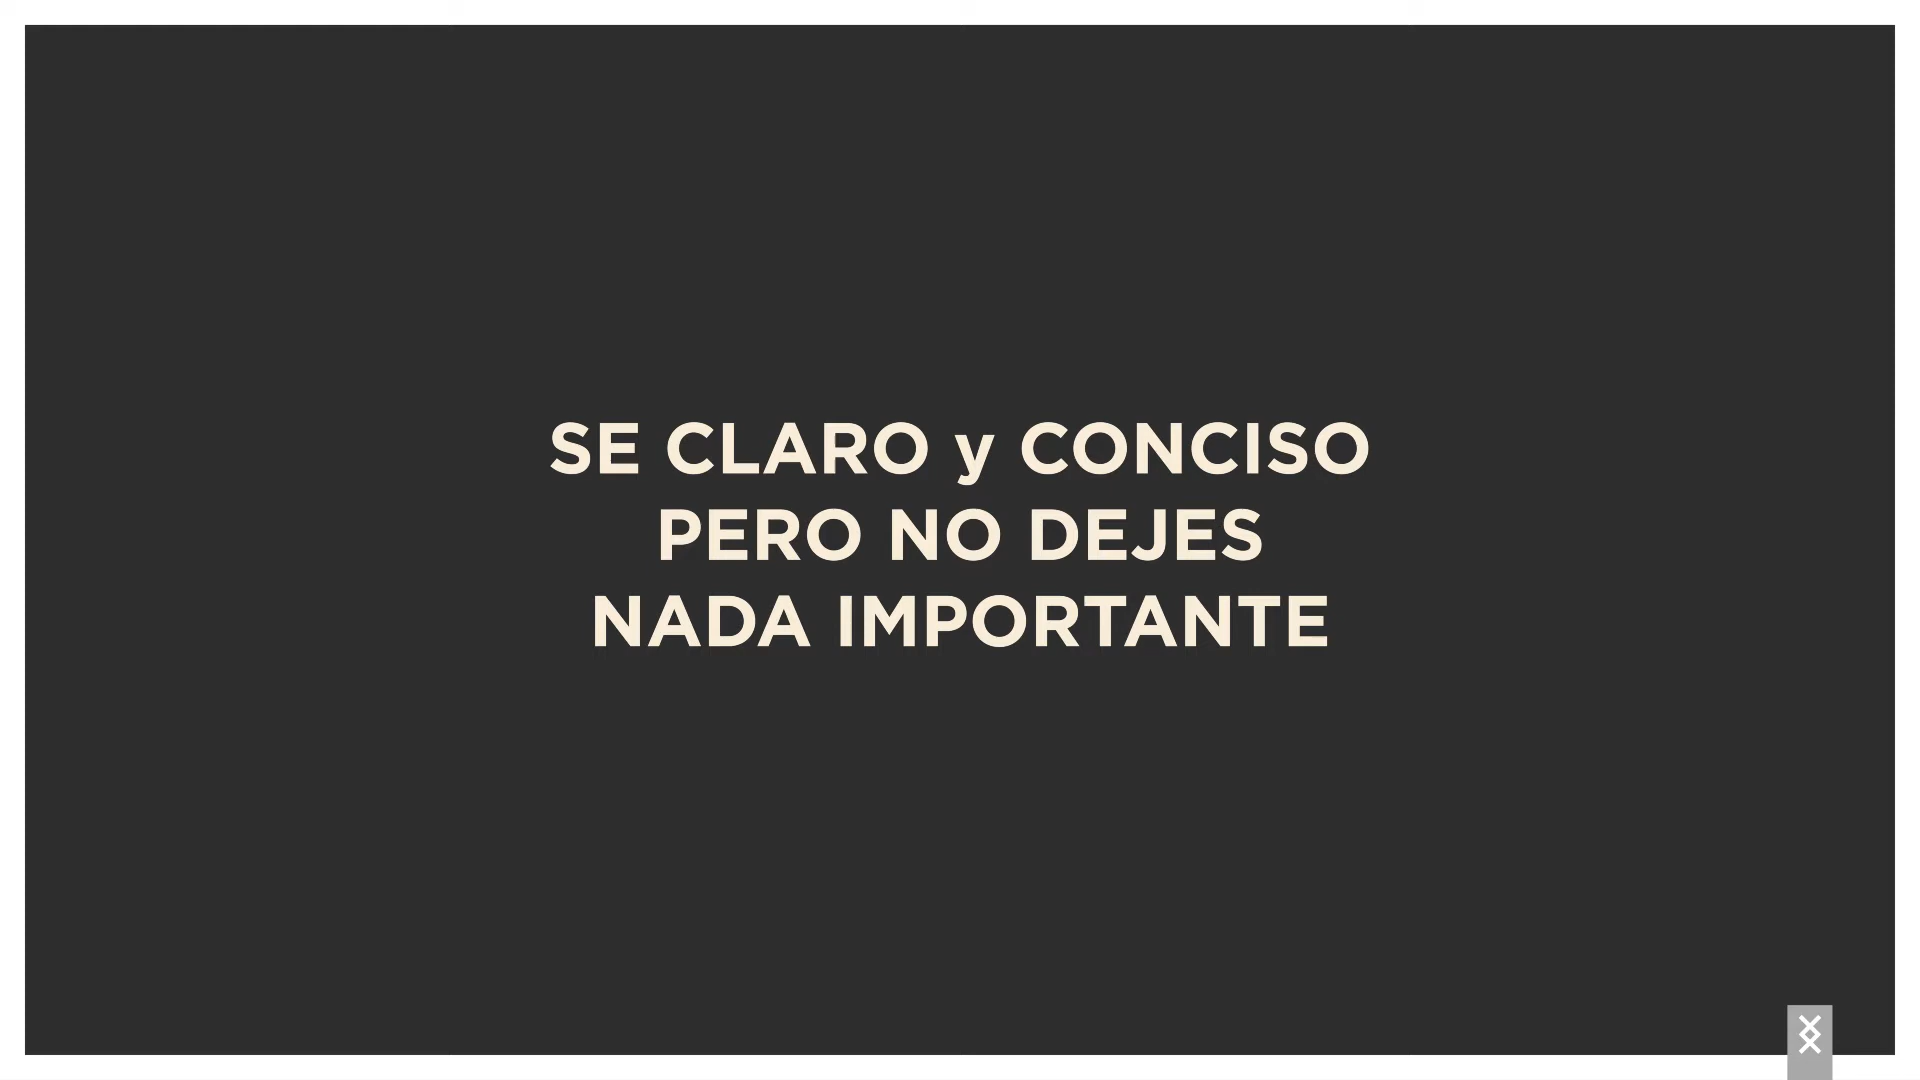 SE CLARO y CONCISO
PERO NO DEJES
NADA IMPORTANTE